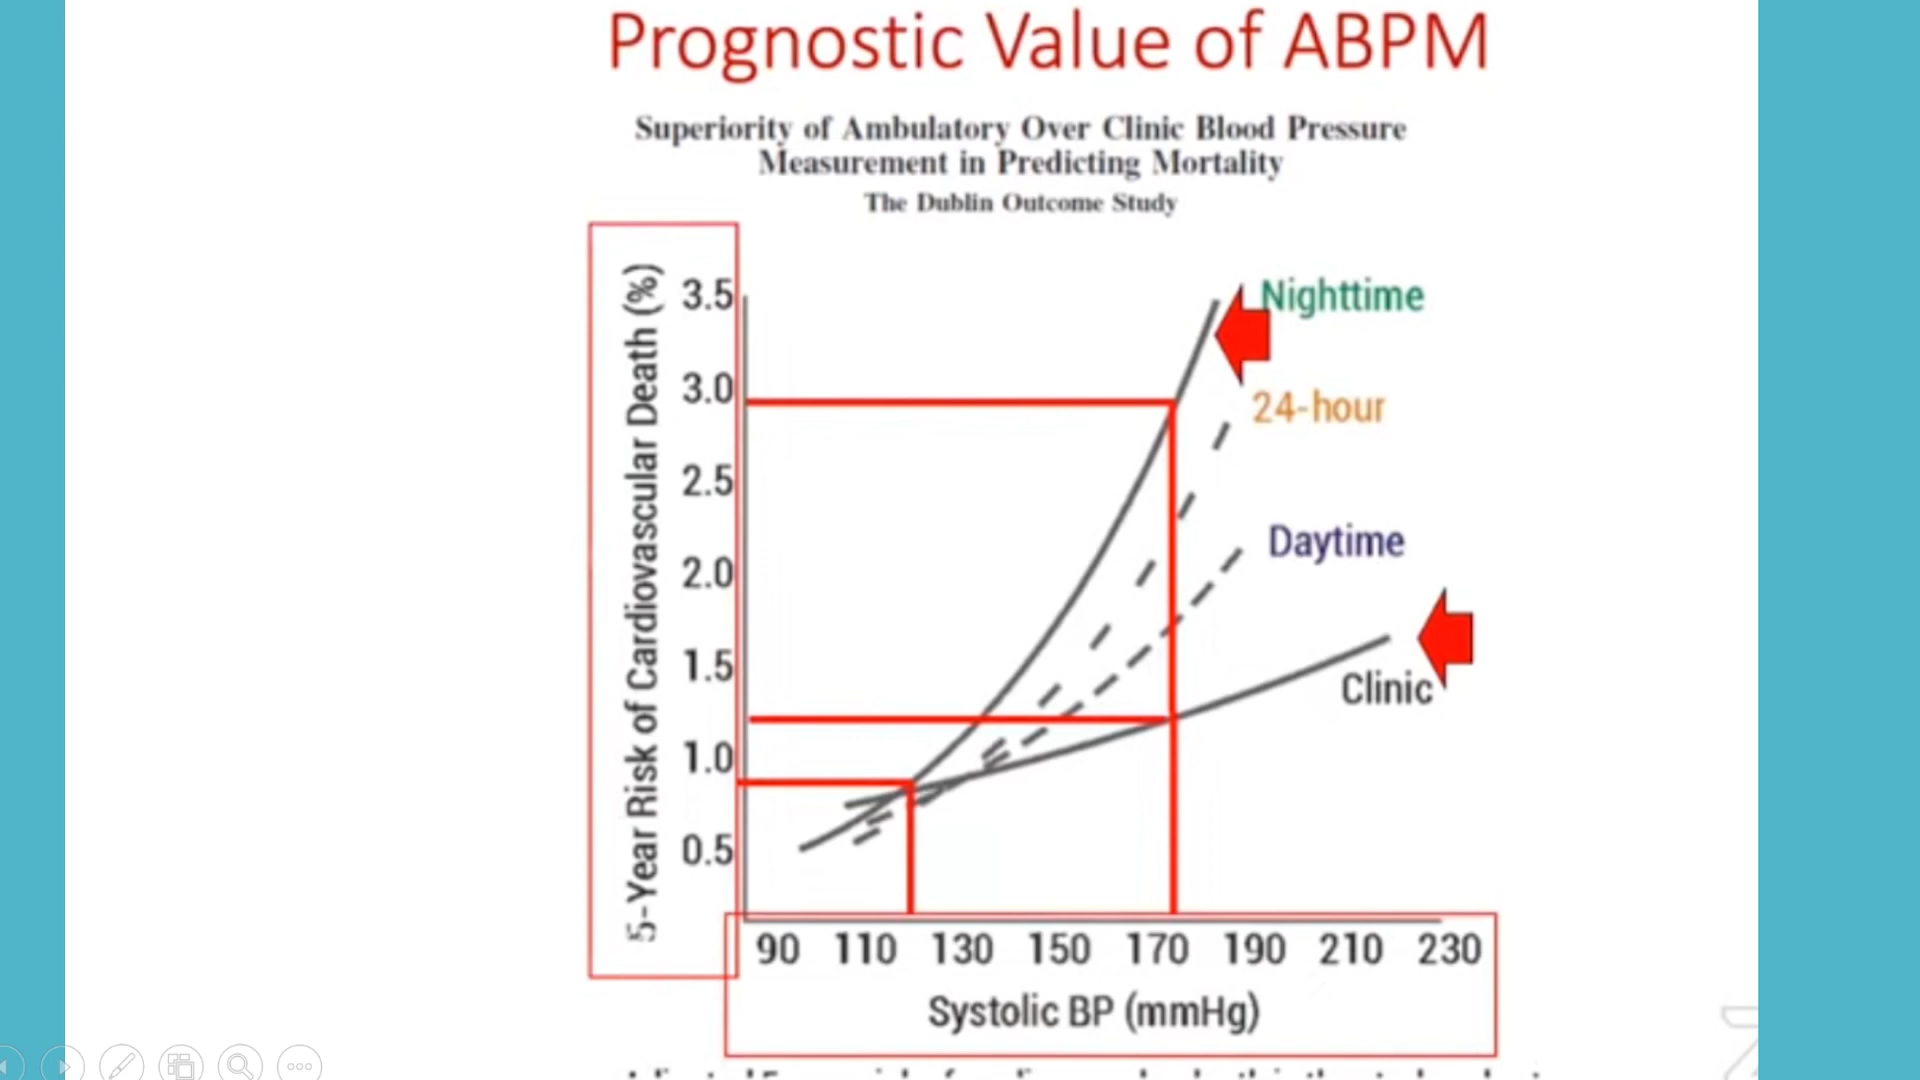 Prognostic Value of ABPM
Superiority of Ambulatory Over Clinic Blood Pressure
Measurement in Predicting Mortality
The Dublin Outcome Study
5-Year Risk of Cardiovascular Death (%)
3.5
3.0
2.5
2.0
1.5
1.0
0.5
Nighttime
24-hour
Daytime
Clinic
90 110 130 150 170 190 210 230
Systolic BP (mmHg)